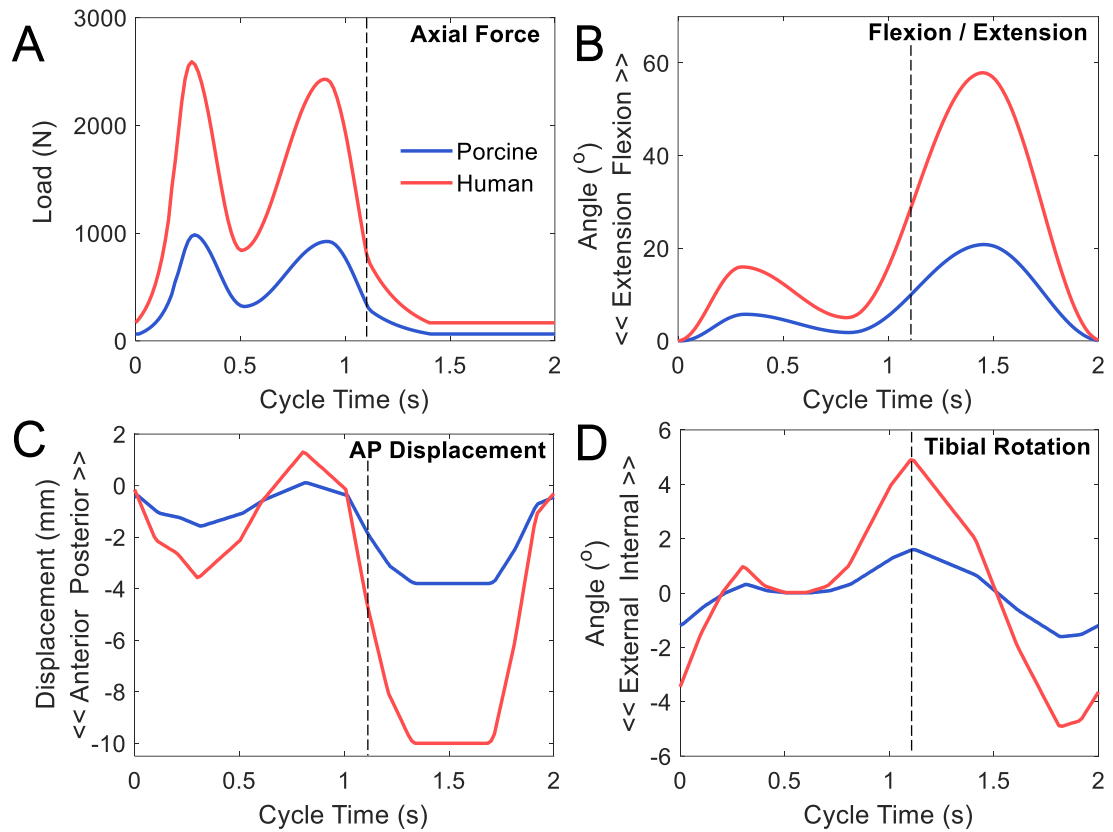 A
Axial Force
3000
2000
1000
0
Load (N)
Porcine
Human
0 0.5 1 1.5 2
Cycle Time (s)
B
Flexion / Extension
60
40
20
0
Angle (°)
<< Extension Flexion >>
0 0.5 1 1.5 2
Cycle Time (s)
C
AP Displacement
2
0
-2
-4
-6
-8
-10
Displacement (mm)
<< Anterior Posterior >>
0 0.5 1 1.5 2
Cycle Time (s)
D
Tibial Rotation
6
4
2
0
-2
-4
-6
Angle (°)
<< External Internal >>
0 0.5 1 1.5 2
Cycle Time (s)